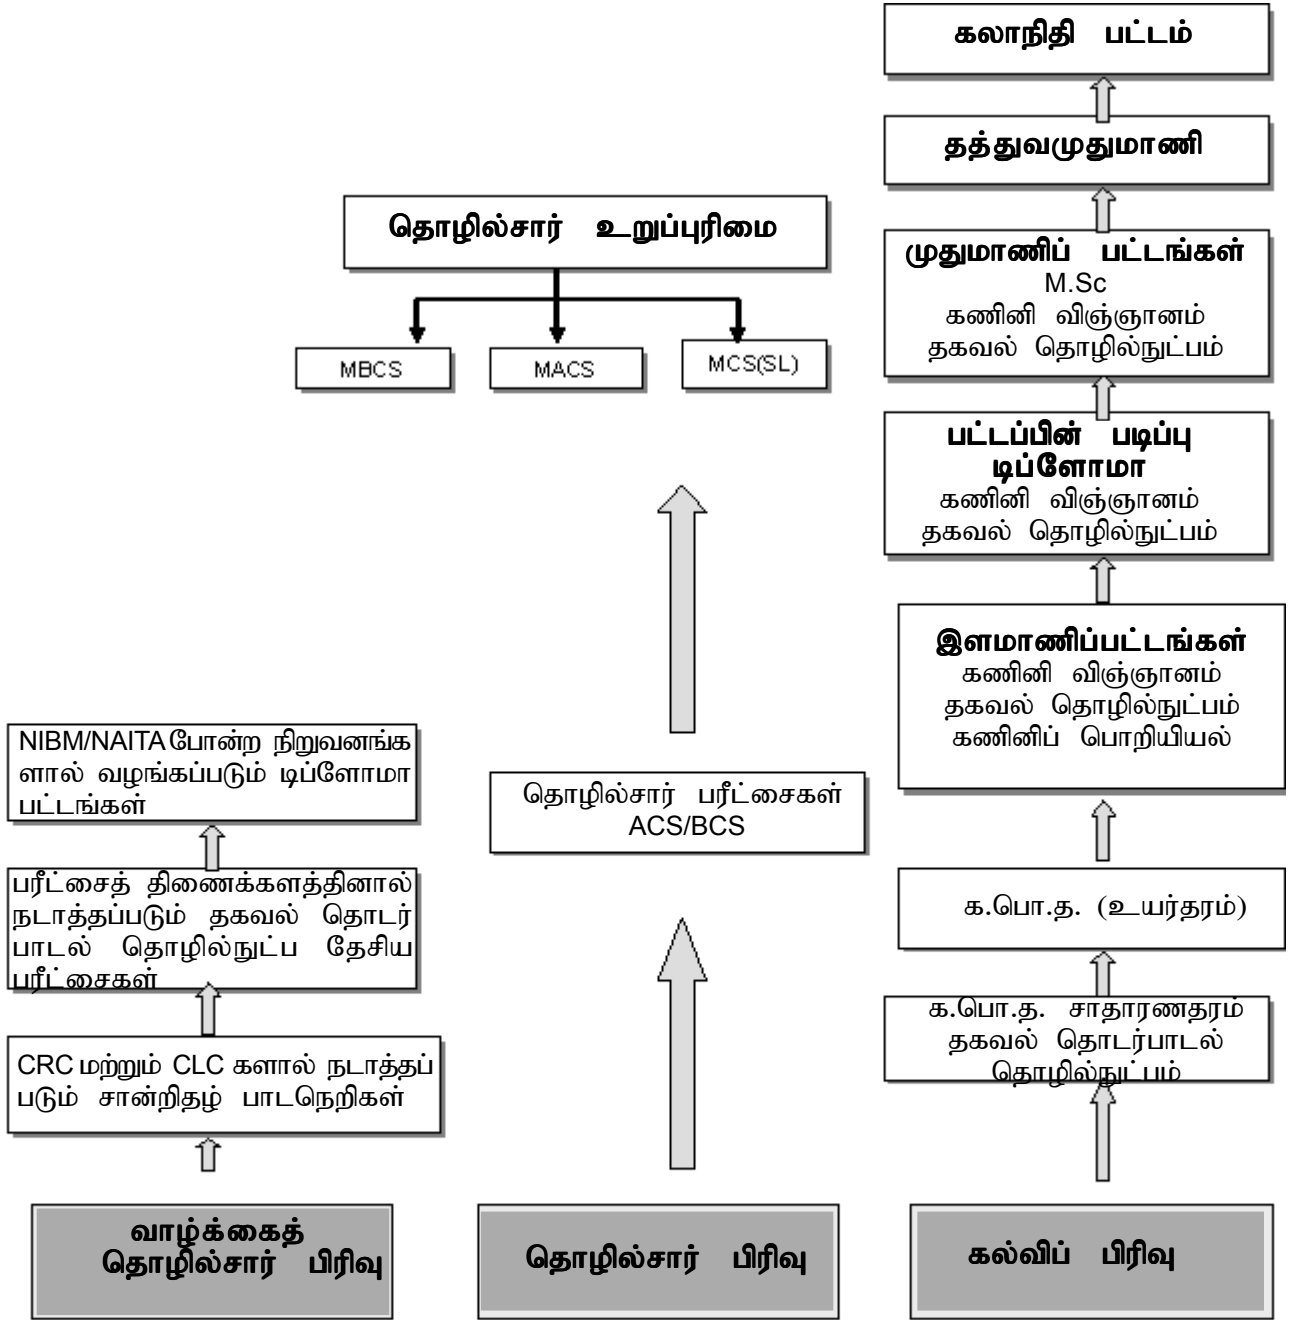 கலாநிதி பட்டம்
தத்துவமுதுமாணி
தொழில்சார் உறுப்புரிமை
MBCS
MACS
MCS(SL)
முதுமாணிப் பட்டங்கள்
M.Sc
கணினி விஞ்ஞானம்
தகவல் தொழில்நுட்பம்
பட்டப்பின் படிப்பு
டிப்ளோமா
கணினி விஞ்ஞானம்
தகவல் தொழில்நுட்பம்
இளமாணிப்பட்டங்கள்
கணினி விஞ்ஞானம்
தகவல் தொழில்நுட்பம்
கணினிப் பொறியியல்
NIBM/NAITA போன்ற நிறுவனங்க
ளால் வழங்கப்படும் டிப்ளோமா
பட்டங்கள்
தொழில்சார் பரீட்சைகள்
ACS/BCS
பரீட்சைத் திணைக்களத்தினால்
நடாத்தப்படும் தகவல் தொடர்
பாடல் தொழில்நுட்ப தேசிய
பரீட்சைகள்
க.பொ.த. (உயர்தரம்)
க.பொ.த. சாதாரணதரம்
தகவல் தொடர்பாடல்
தொழில்நுட்பம்
CRC மற்றும் CLC களால் நடாத்தப்
படும் சான்றிதழ் பாடநெறிகள்
வாழ்க்கைத்
தொழில்சார் பிரிவு
தொழில்சார் பிரிவு
கல்விப் பிரிவு